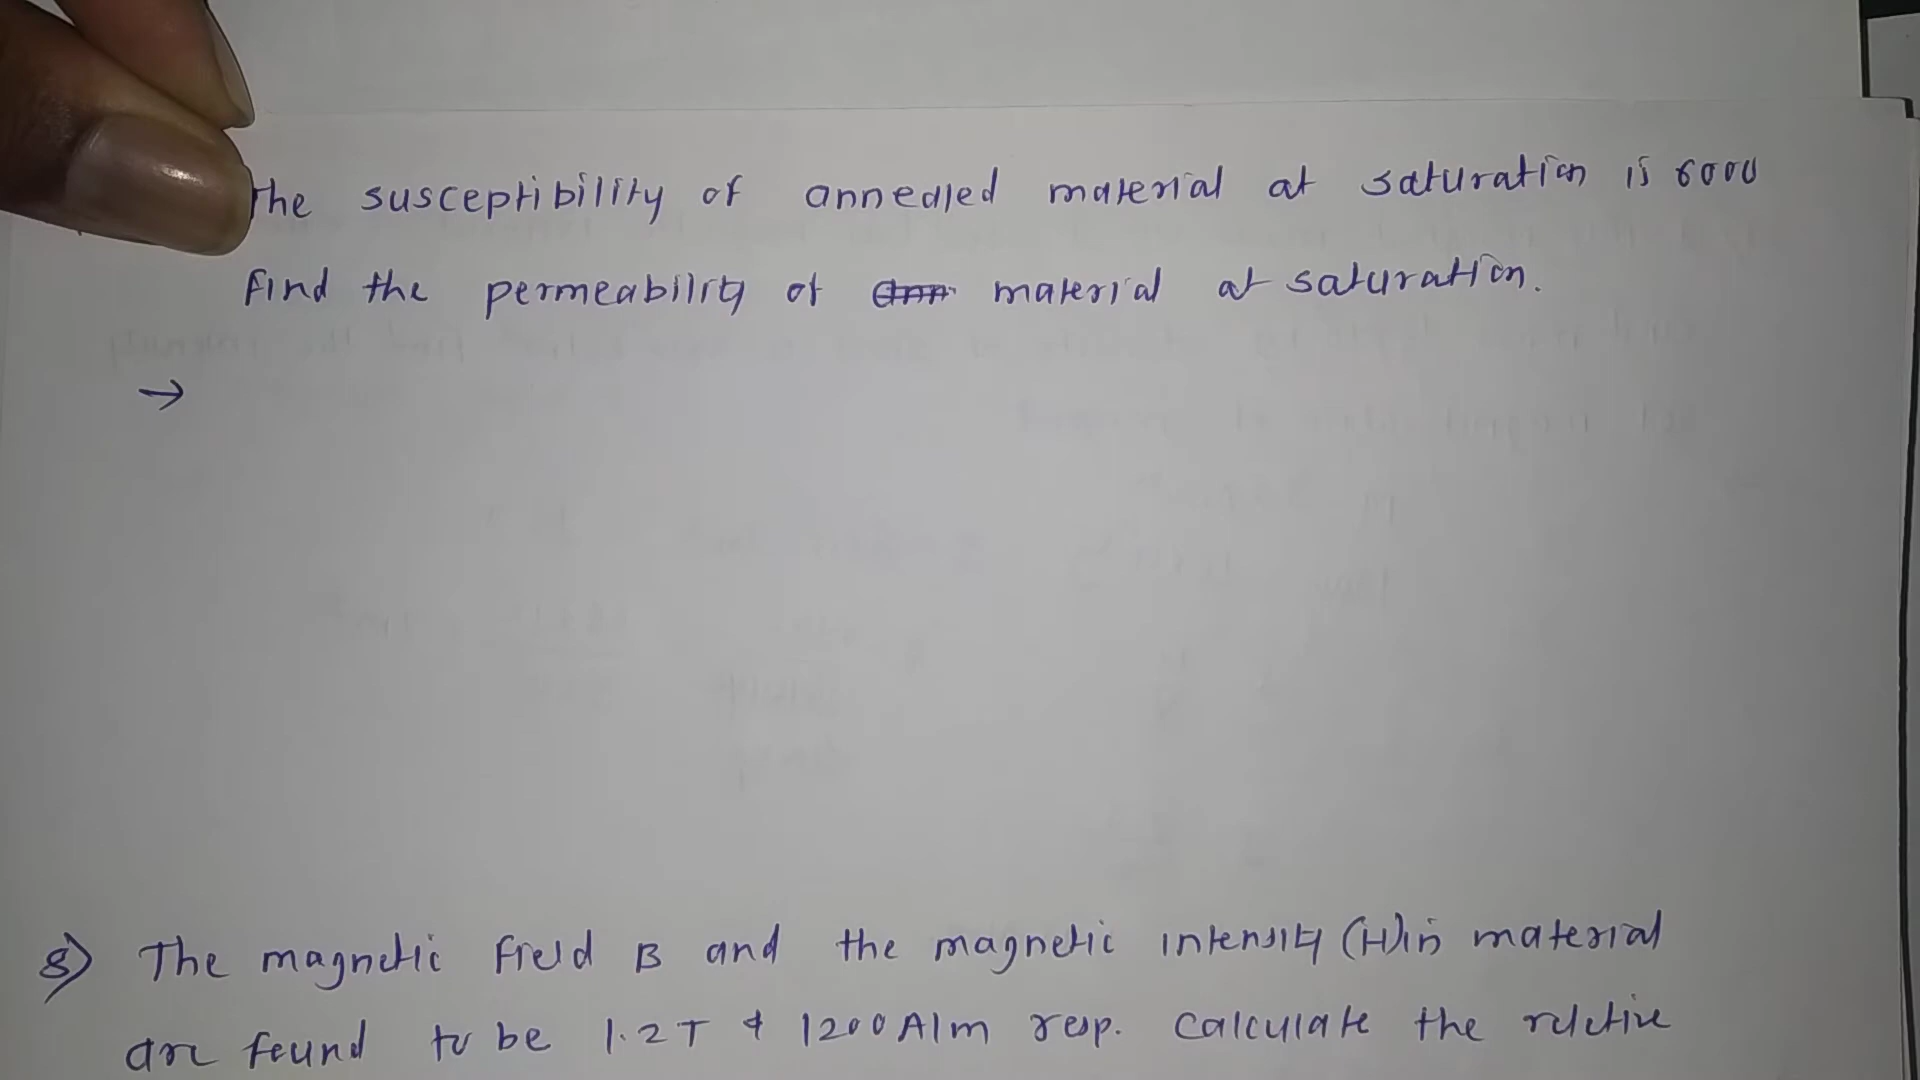 The susceptibility of annealed material at saturation is 6000
find the permeability of material at saturation.
→
8) The magnetic field B and the magnetic intensity (H) in material
are found to be 1.2T & 1200 A/m resp. calculate the reletive